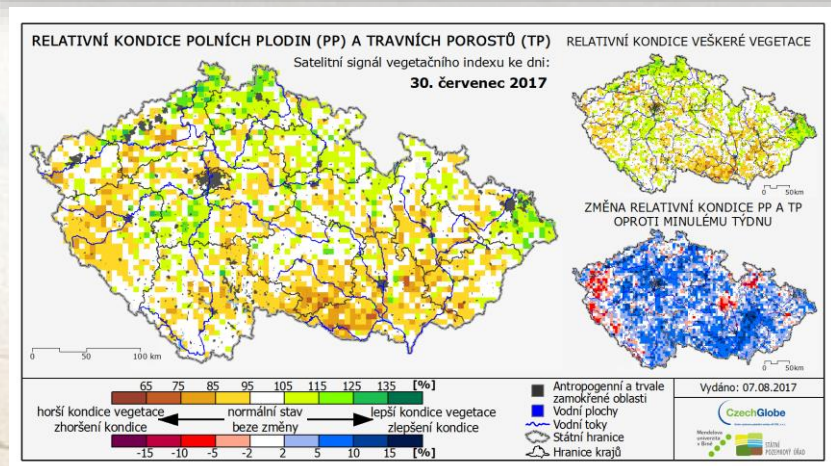 RELATIVNÍ KONDICE POLNÍCH PLODIN (PP) A TRAVNÍCH POROSTŮ (TP)
Satelitní signál vegetačního indexu ke dni:
30. červenec 2017
RELATIVNÍ KONDICE VEŠKERÉ VEGETACE
0 50km
ZMĚNA RELATIVNÍ KONDICE PP A TP
OPROTI MINULÉMU TÝDNU
0 50km
0 50 100 km
65 75 85 95 105 115 125 135 [%]
horší kondice vegetace normální stav lepší kondice vegetace
zhoršení kondice beze změny zlepšení kondice
-15 -10 -5 -2 2 5 10 15 [%]
Antropogenní a trvale
zamokřené oblasti
Vodní plochy
Vodní toky
Státní hranice
Hranice krajů
Vydáno: 07.08.2017
CzechGlobe
Mendelova
univerzita
v Brně
STÁTNÍ
POZEMKOVÝ ÚŘAD